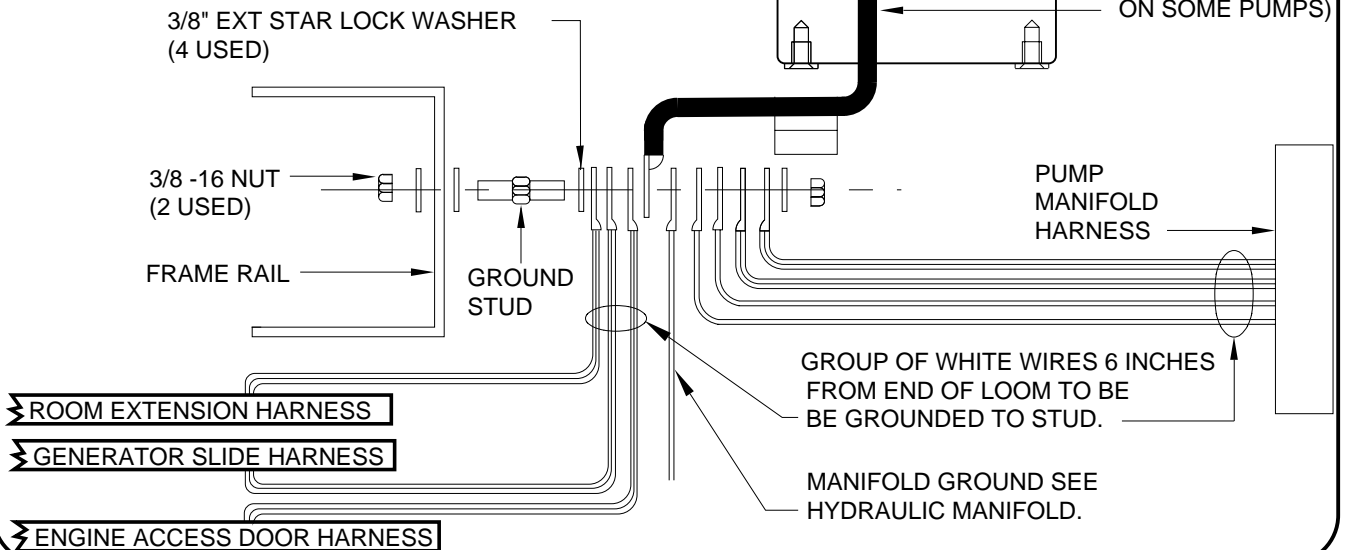 3/8" EXT STAR LOCK WASHER
(4 USED)
ON SOME PUMPS)
3/8 -16 NUT
(2 USED)
PUMP
MANIFOLD
HARNESS
FRAME RAIL
GROUND
STUD
GROUP OF WHITE WIRES 6 INCHES
FROM END OF LOOM TO BE
BE GROUNDED TO STUD.
ROOM EXTENSION HARNESS
GENERATOR SLIDE HARNESS
MANIFOLD GROUND SEE
HYDRAULIC MANIFOLD.
ENGINE ACCESS DOOR HARNESS